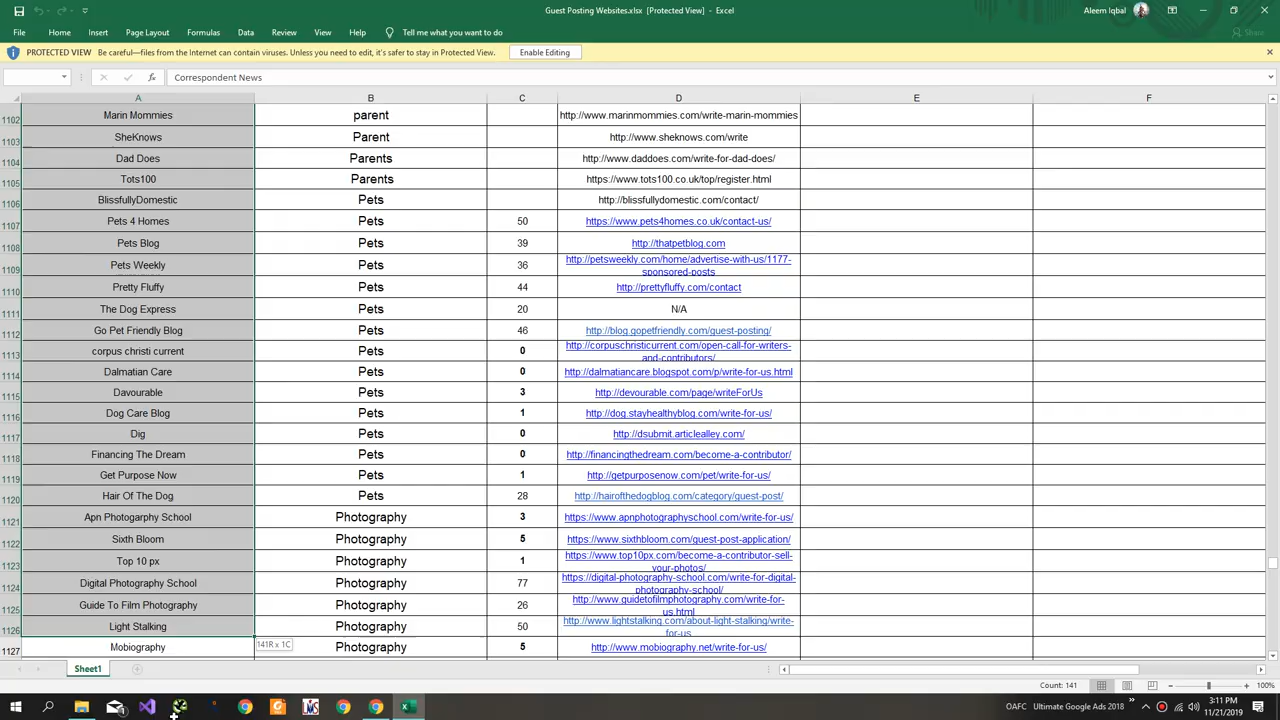 Guest Posting Websites.xlsx [Protected View] - Excel
Aleem Iqbal
File Home Insert Page Layout Formulas Data Review View Help Tell me what you want to do
Share
PROTECTED VIEW Be careful—files from the Internet can contain viruses. Unless you need to edit, it's safer to stay in Protected View. Enable Editing
fx Correspondent News
A B C D E F
1102 Marin Mommies parent http://www.marinmommies.com/write-marin-mommies
1103 SheKnows Parent http://www.sheknows.com/write
1104 Dad Does Parents http://www.daddoes.com/write-for-dad-does/
1105 Tots100 Parents https://www.tots100.co.uk/top/register.html
1106 BlissfullyDomestic Pets http://blissfullydomestic.com/contact/
1107 Pets 4 Homes Pets 50 https://www.pets4homes.co.uk/contact-us/
1108 Pets Blog Pets 39 http://thatpetblog.com
1109 Pets Weekly Pets 36 http://petsweekly.com/home/advertise-with-us/1177-
sponsored-posts
1110 Pretty Fluffy Pets 44 http://prettyfluffy.com/contact
1111 The Dog Express Pets 20 N/A
1112 Go Pet Friendly Blog Pets 46 http://blog.gopetfriendly.com/guest-posting/
1113 corpus christi current Pets 0 http://corpuschristicurrent.com/open-call-for-writers-
and-contributors/
1114 Dalmatian Care Pets 0 http://dalmatiancare.blogspot.com/p/write-for-us.html
1115 Davourable Pets 3 http://devourable.com/page/writeForUs
1116 Dog Care Blog Pets 1 http://dog.stayhealthyblog.com/write-for-us/
1117 Dig Pets 0 http://dsubmit.articlealley.com/
1118 Financing The Dream Pets 0 http://financingthedream.com/become-a-contributor/
1119 Get Purpose Now Pets 1 http://getpurposenow.com/pet/write-for-us/
1120 Hair Of The Dog Pets 28 http://hairofthedogblog.com/category/guest-post/
1121 Apn Photogarphy School Photography 3 https://www.apnphotographyschool.com/write-for-us/
1122 Sixth Bloom Photography 5 https://www.sixthbloom.com/guest-post-application/
1123 Top 10 px Photography 1 https://www.top10px.com/become-a-contributor-sell-
your-photos/
1124 Digital Photography School Photography 77 https://digital-photography-school.com/write-for-digital-
photography-school/
1125 Guide To Film Photography Photography 26 http://www.guidetofilmphotography.com/write-for-
us.html
1126 Light Stalking Photography 50 http://www.lightstalking.com/about-light-stalking/write-
for-us
1127 Mobiography Photography 5 https://www.mobiography.net/write-for-us/
141R x 1C
Sheet1
Count: 141 100%
OAFC Ultimate Google Ads 2018 3:11 PM
11/21/2019